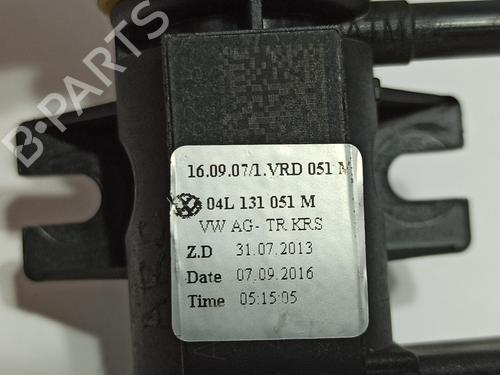 16.09.07/1.VRD 051 M
04L 131 051 M
VW AG- TR KRS
Z.D 31.07.2013
Date 07.09.2016
Time 05:15:05
B-PARTS